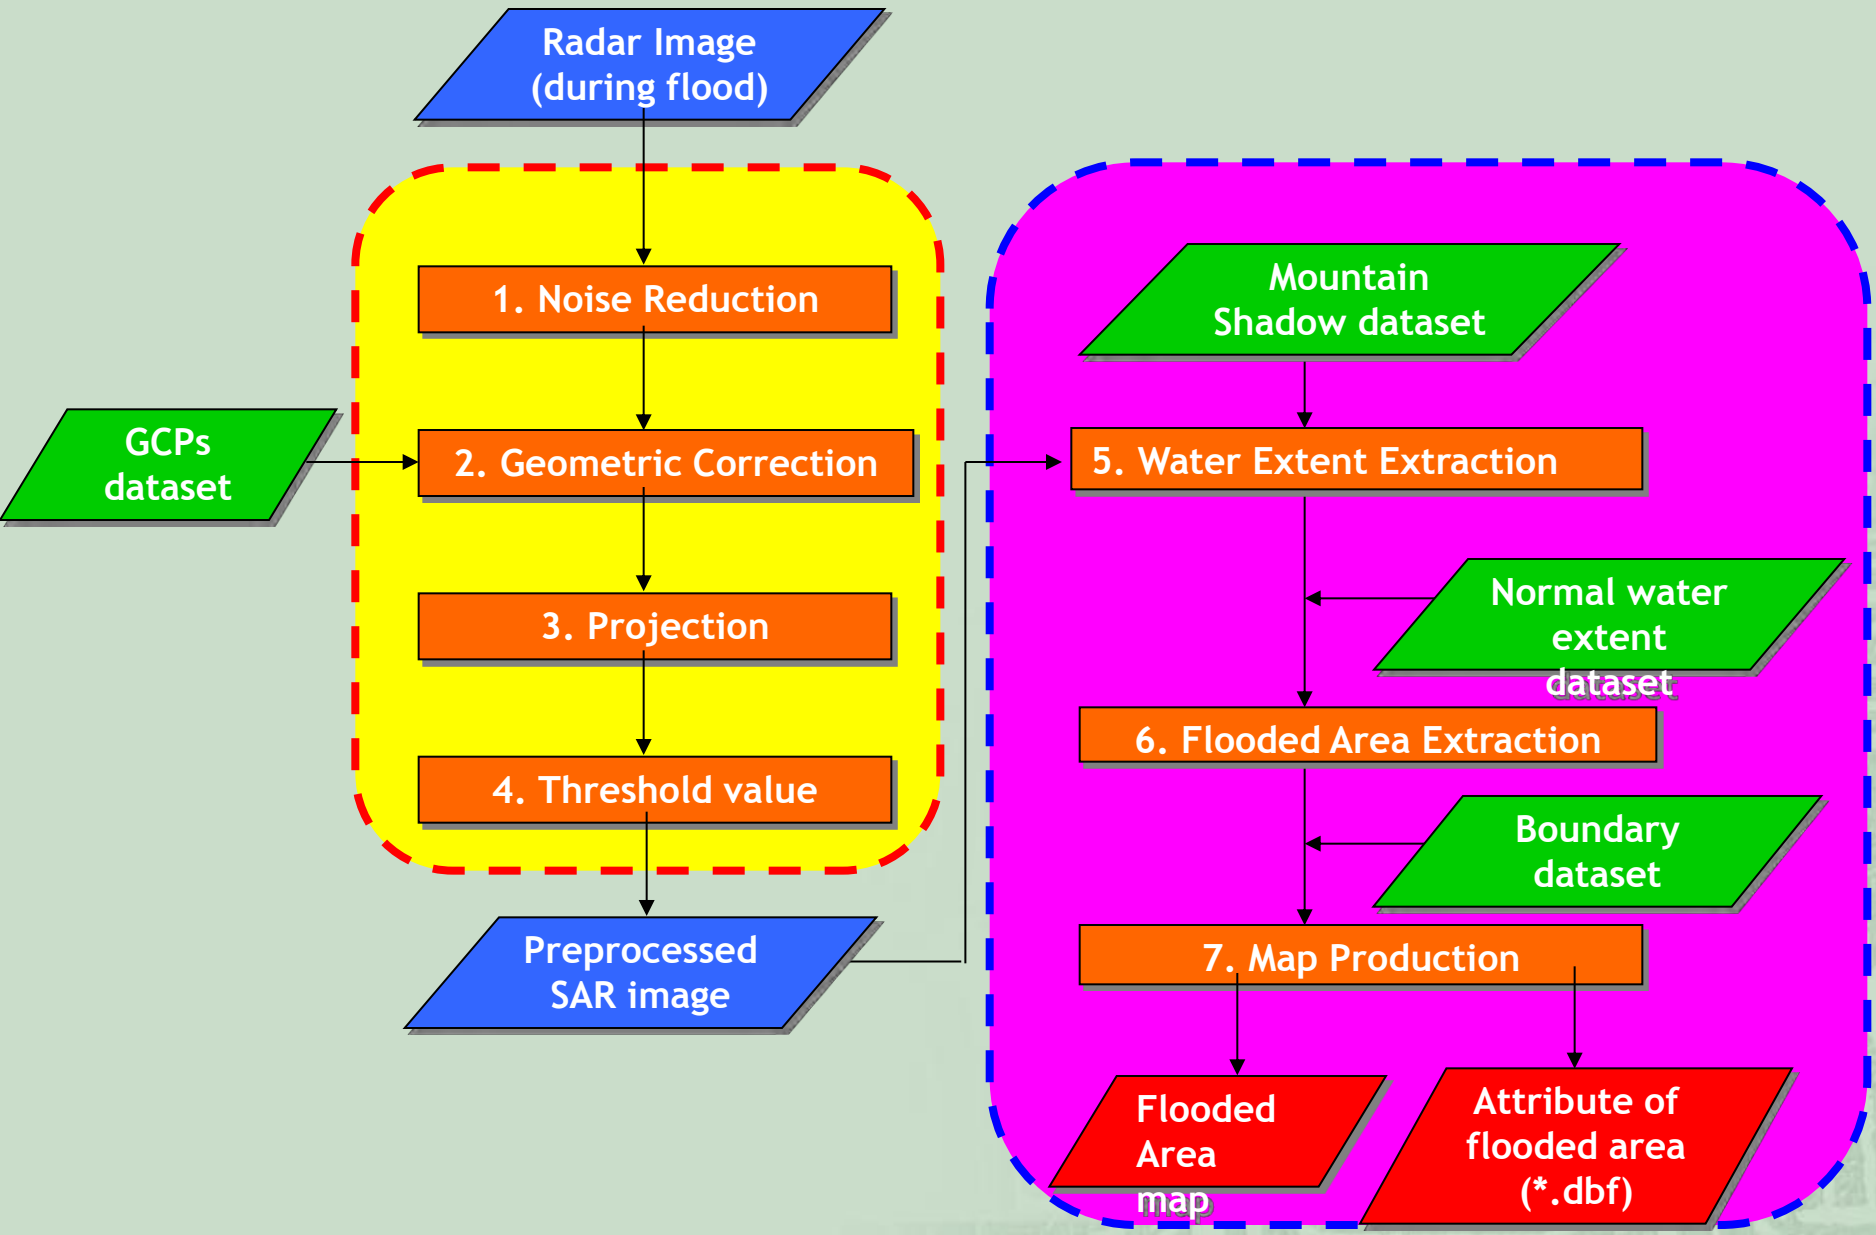 Radar Image
(during flood)
1. Noise Reduction
GCPs
dataset
2. Geometric Correction
3. Projection
4. Threshold value
Preprocessed
SAR image
Mountain
Shadow dataset
5. Water Extent Extraction
Normal water
extent
dataset
6. Flooded Area Extraction
Boundary
dataset
7. Map Production
Flooded
Area
map
Attribute of
flooded area
(*.dbf)